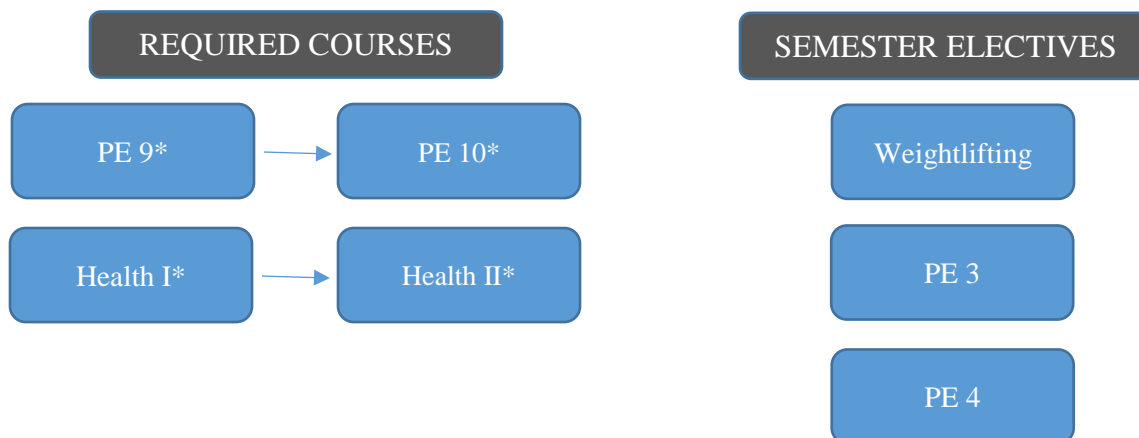 REQUIRED COURSES
SEMESTER ELECTIVES
PE 9*
PE 10*
Weightlifting
Health I*
Health II*
PE 3
PE 4